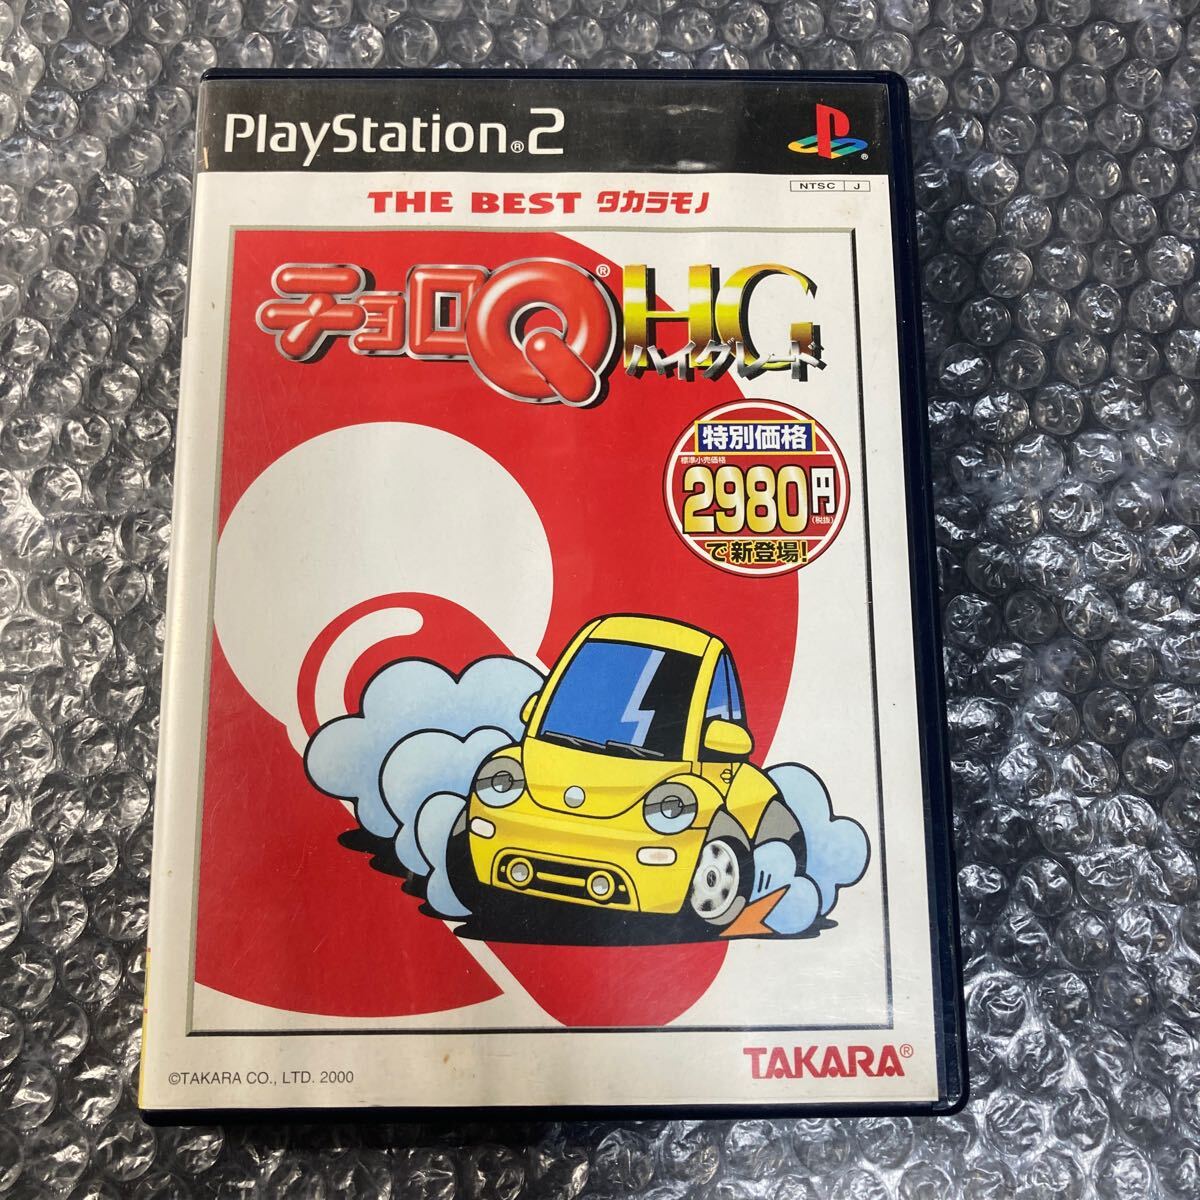 PlayStation®2
®
NTSC J
THE BEST タカラモノ
チョロQ®HG
ハイグレード
特別価格
標準小売価格
2980円
(税抜)
で新登場!
©TAKARA CO., LTD. 2000
TAKARA®